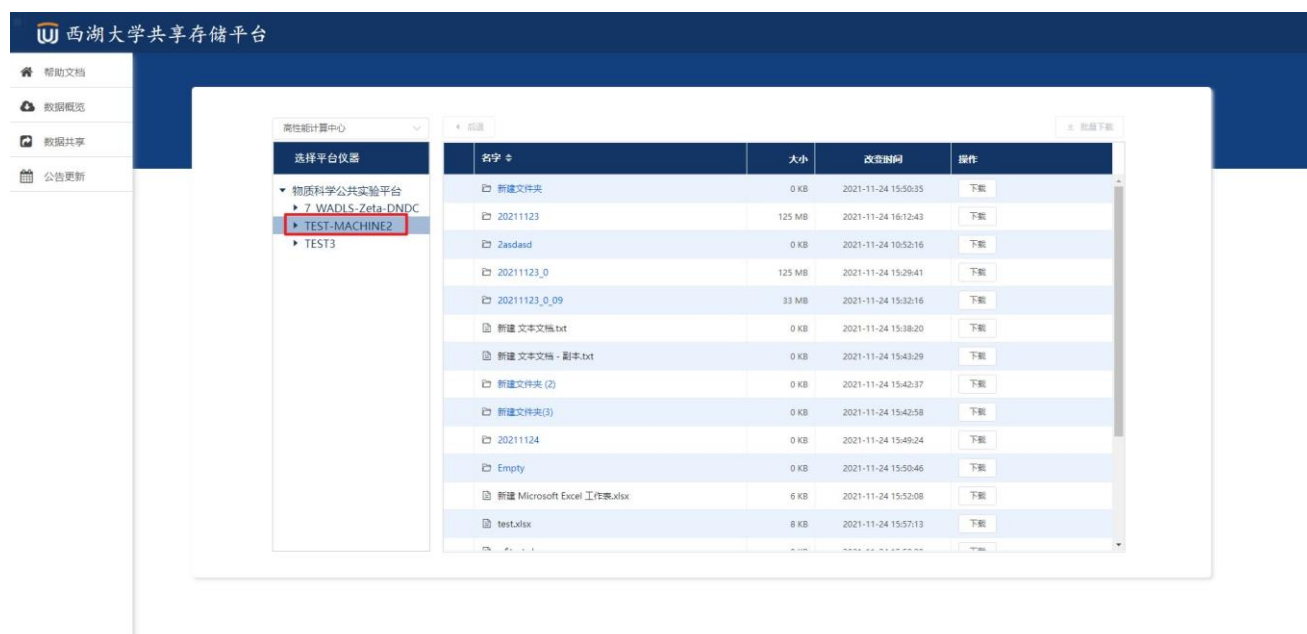 西湖大学共享存储平台
帮助文档
数据概览
数据共享
公告更新
高性能计算中心
后退
批量下载
选择平台仪器
名字 大小 改变时间 操作
物质科学公共实验平台
7_WADLS-Zeta-DNDC
TEST-MACHINE2
TEST3
新建文件夹 0 KB 2021-11-24 15:50:35 下载
20211123 125 MB 2021-11-24 16:12:43 下载
2asdasd 0 KB 2021-11-24 10:52:16 下载
20211123_0 125 MB 2021-11-24 15:29:41 下载
20211123_0_09 33 MB 2021-11-24 15:32:16 下载
新建 文本文档.txt 0 KB 2021-11-24 15:38:20 下载
新建 文本文档 - 副本.txt 0 KB 2021-11-24 15:43:29 下载
新建文件夹 (2) 0 KB 2021-11-24 15:42:37 下载
新建文件夹(3) 0 KB 2021-11-24 15:42:58 下载
20211124 0 KB 2021-11-24 15:49:24 下载
Empty 0 KB 2021-11-24 15:50:46 下载
新建 Microsoft Excel 工作表.xlsx 6 KB 2021-11-24 15:52:08 下载
test.xlsx 8 KB 2021-11-24 15:57:13 下载